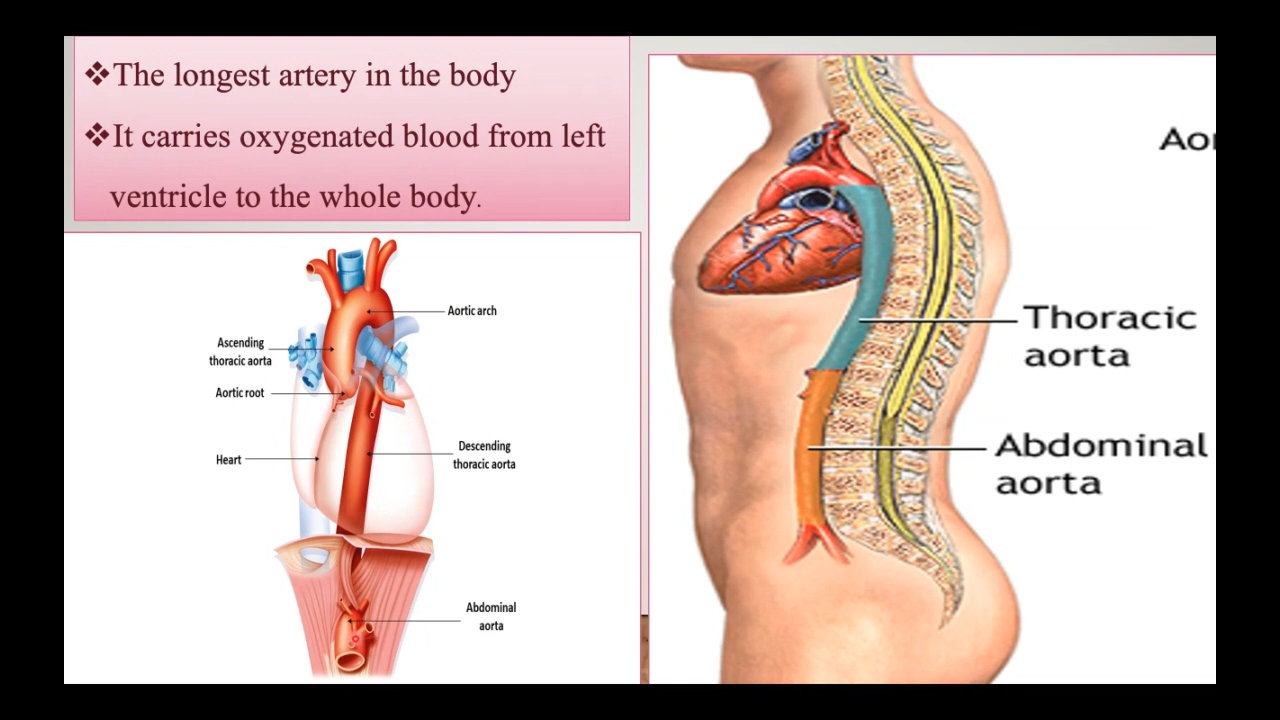 ❖The longest artery in the body
❖It carries oxygenated blood from left
ventricle to the whole body.
Aortic arch
Ascending
thoracic aorta
Aortic root
Heart
Descending
thoracic aorta
Abdominal
aorta
Thoracic
aorta
Abdominal
aorta